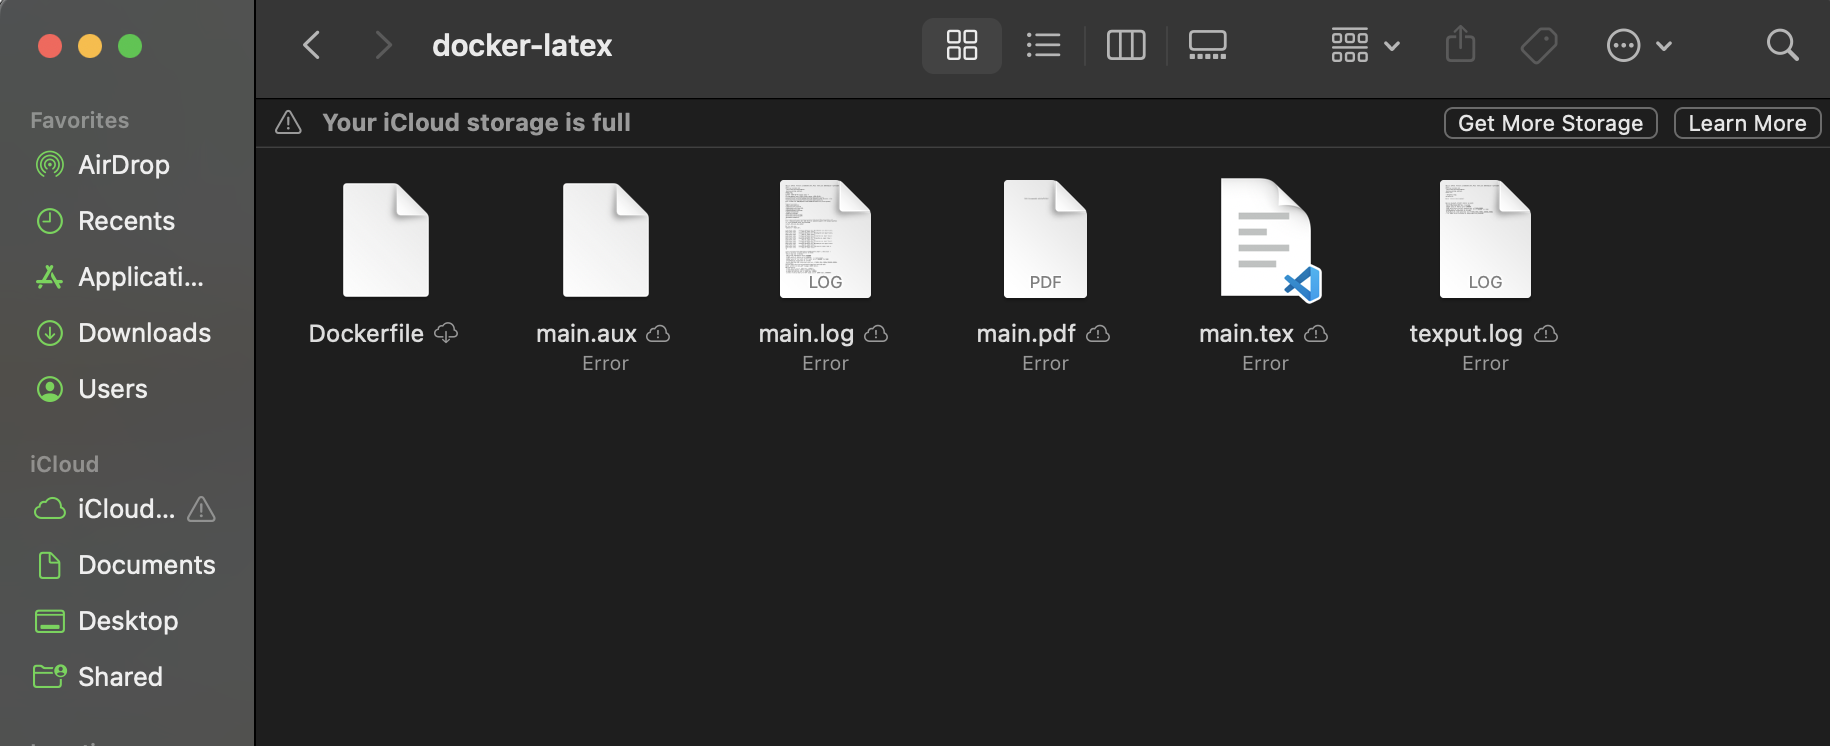 docker-latex
Favorites
AirDrop
Recents
Applicati...
Downloads
Users
iCloud
iCloud...
Documents
Desktop
Shared
Your iCloud storage is full
Get More Storage
Learn More
LOG
PDF
LOG
Dockerfile
main.aux
Error
main.log
Error
main.pdf
Error
main.tex
Error
texput.log
Error